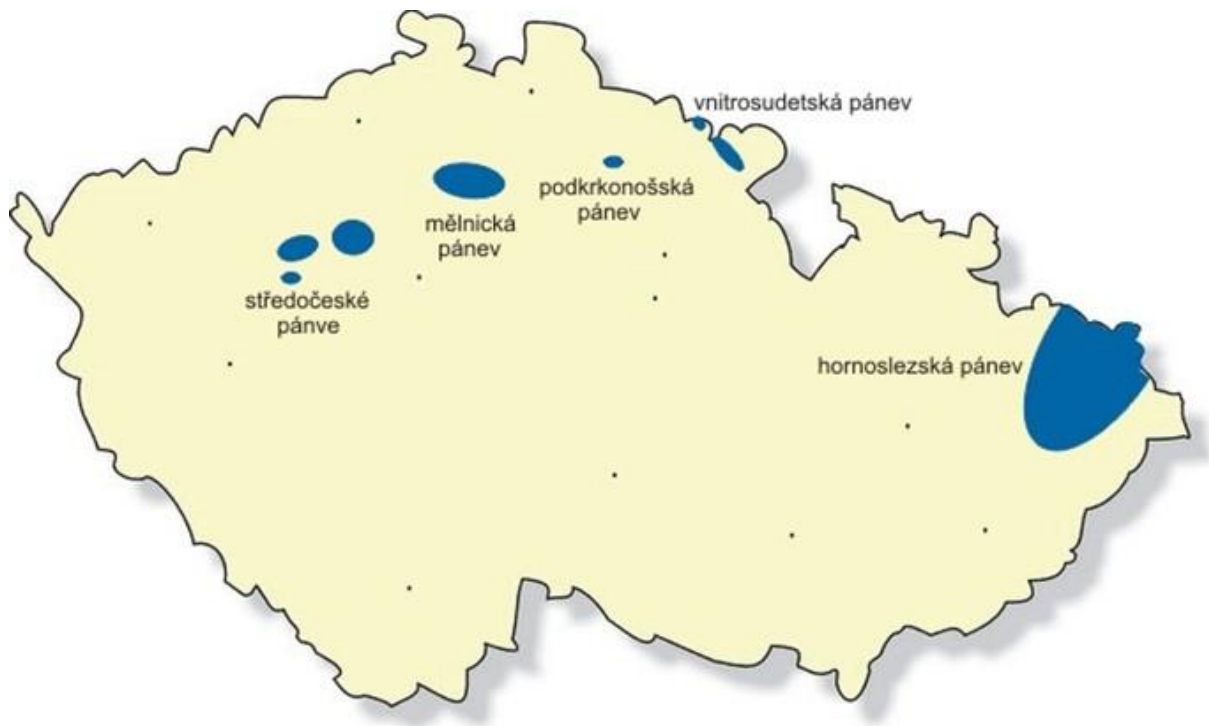 vnitrosudetská pánev
podkrkonošská
pánev
mělnická
pánev
středočeské
pánve
hornoslezská pánev